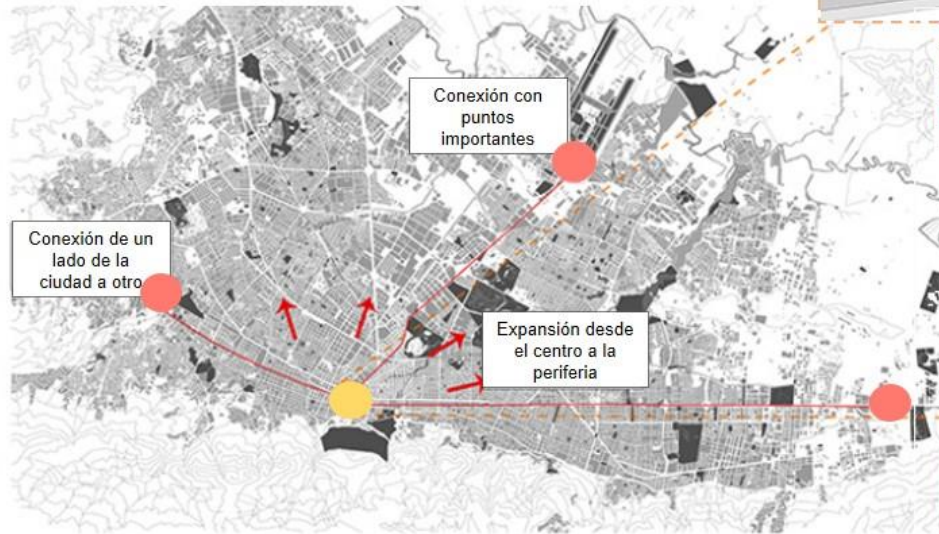 Conexión con
puntos
importantes
Conexión de un
lado de la
ciudad a otro
Expansión desde
el centro a la
periferia